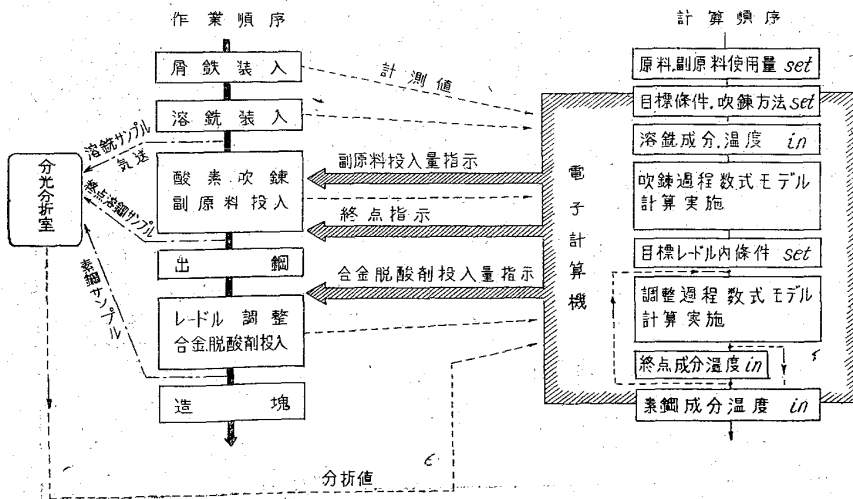 作業順序
計算順序
屑鉄装入
計測値
溶銑装入
溶銑サンプル
気送
分光分析室
終点溶鋼サンプル
素鋼サンプル
酸素吹錬
副原料投入
副原料投入量指示
終点指示
出鋼
合金脱酸剤投入量指示
レードル調整
合金.脱酸剤投入
造塊
分析値
電子計算機
原料.副原料使用量 set
目標条件.吹錬方法 set
溶銑成分.温度 in
吹錬過程数式モデル
計算実施
目標レードル内条件 set
調整過程数式モデル
計算実施
終点成分温度 in
素鋼成分温度 in